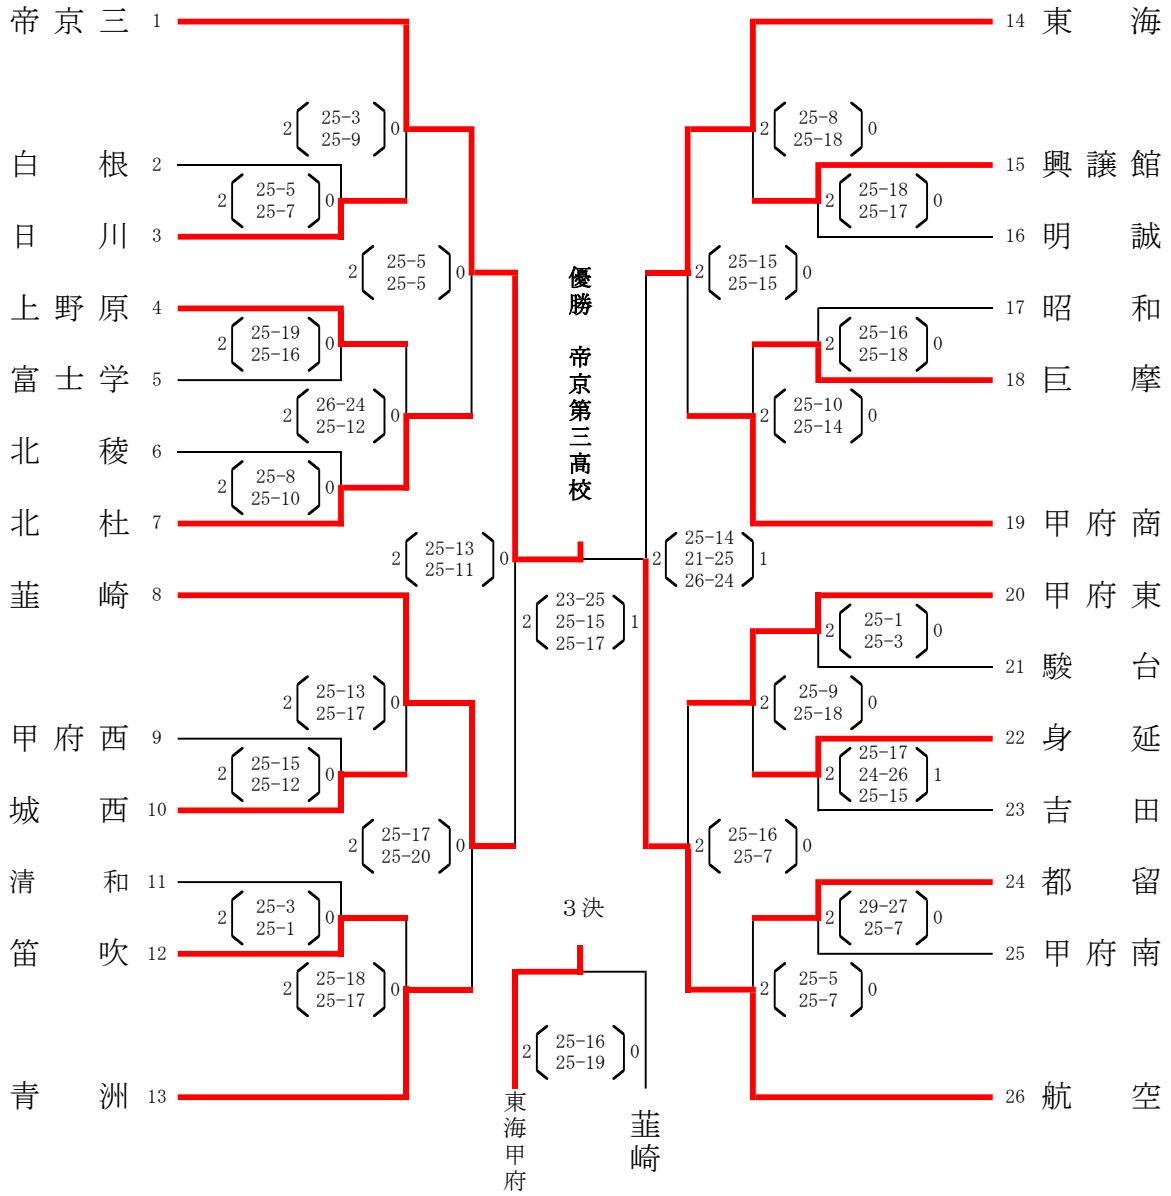 帝京三 1
2 25-3 0
25-9
白根 2
2 25-5 0
25-7
日川 3
2 25-5 0
25-5
上野原 4
2 25-19 0
25-16
富士学 5
2 26-24 0
25-12
北稜 6
2 25-8 0
25-10
北杜 7
2 25-13 0
25-11
韮崎 8
2 25-13 0
25-17
甲府西 9
2 25-15 0
25-12
城西 10
2 25-17 0
25-20
清和 11
2 25-3 0
25-1
笛吹 12
2 25-18 0
25-17
青洲 13
優勝 帝京第三高校
23-25
2 25-15 1
25-17
3決
2 25-16 0
25-19
東海甲府
韮崎
14 東海
2 25-8 0
25-18
15 興譲館
2 25-18 0
25-17
16 明誠
2 25-15 0
25-15
17 昭和
2 25-16 0
25-18
18 巨摩
2 25-10 0
25-14
19 甲府商
25-14
2 21-25 1
26-24
20 甲府東
2 25-1 0
25-3
21 駿台
2 25-9 0
25-18
22 身延
25-17
2 24-26 1
25-15
23 吉田
2 25-16 0
25-7
24 都留
2 29-27 0
25-7
25 甲府南
2 25-5 0
25-7
26 航空